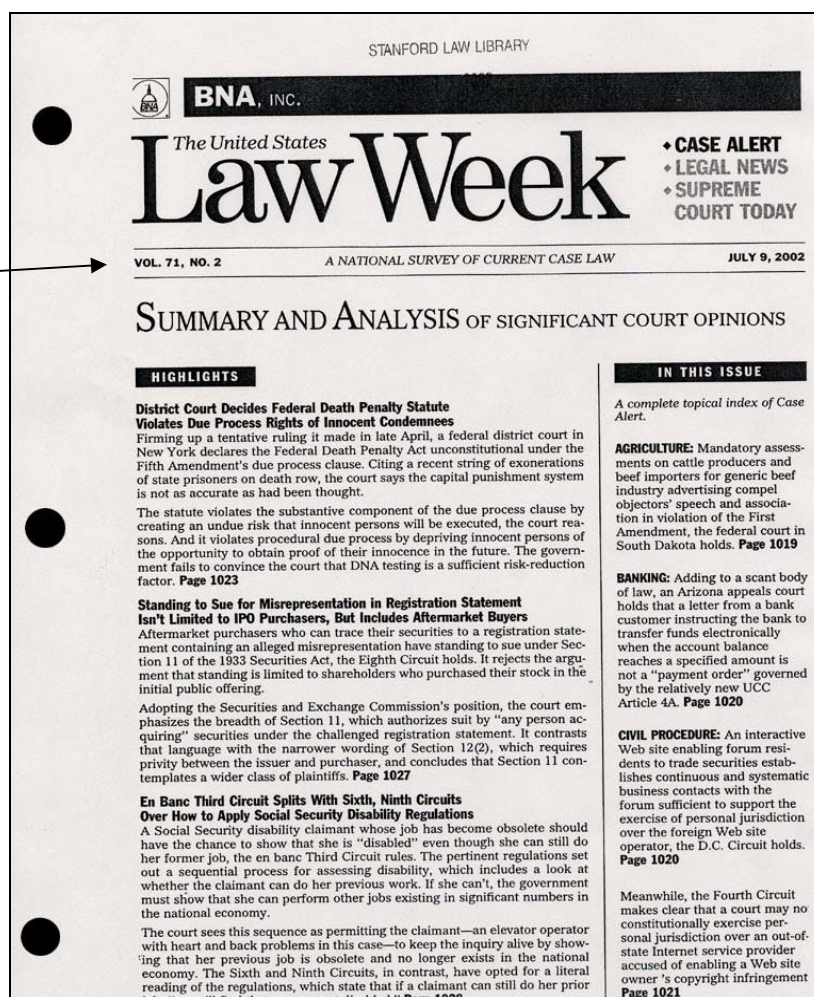 STANFORD LAW LIBRARY
BNA
BNA, INC.
The United States
Law Week
◆ CASE ALERT
◆ LEGAL NEWS
◆ SUPREME
COURT TODAY
VOL. 71, NO. 2
A NATIONAL SURVEY OF CURRENT CASE LAW
JULY 9, 2002
SUMMARY AND ANALYSIS OF SIGNIFICANT COURT OPINIONS
HIGHLIGHTS
District Court Decides Federal Death Penalty Statute
Violates Due Process Rights of Innocent Condemnees
Firming up a tentative ruling it made in late April, a federal district court in
New York declares the Federal Death Penalty Act unconstitutional under the
Fifth Amendment's due process clause. Citing a recent string of exonerations
of state prisoners on death row, the court says the capital punishment system
is not as accurate as had been thought.
The statute violates the substantive component of the due process clause by
creating an undue risk that innocent persons will be executed, the court rea-
sons. And it violates procedural due process by depriving innocent persons of
the opportunity to obtain proof of their innocence in the future. The govern-
ment fails to convince the court that DNA testing is a sufficient risk-reduction
factor. Page 1023
Standing to Sue for Misrepresentation in Registration Statement
Isn't Limited to IPO Purchasers, But Includes Aftermarket Buyers
Aftermarket purchasers who can trace their securities to a registration state-
ment containing an alleged misrepresentation have standing to sue under Sec-
tion 11 of the 1933 Securities Act, the Eighth Circuit holds. It rejects the argu-
ment that standing is limited to shareholders who purchased their stock in the
initial public offering.
Adopting the Securities and Exchange Commission's position, the court em-
phasizes the breadth of Section 11, which authorizes suit by "any person ac-
quiring" securities under the challenged registration statement. It contrasts
that language with the narrower wording of Section 12(2), which requires
privity between the issuer and purchaser, and concludes that Section 11 con-
templates a wider class of plaintiffs. Page 1027
En Banc Third Circuit Splits With Sixth, Ninth Circuits
Over How to Apply Social Security Disability Regulations
A Social Security disability claimant whose job has become obsolete should
have the chance to show that she is "disabled" even though she can still do
her former job, the en banc Third Circuit rules. The pertinent regulations set
out a sequential process for assessing disability, which includes a look at
whether the claimant can do her previous work. If she can't, the government
must show that she can perform other jobs existing in significant numbers in
the national economy.
The court sees this sequence as permitting the claimant—an elevator operator
with heart and back problems in this case—to keep the inquiry alive by show-
ing that her previous job is obsolete and no longer exists in the national
economy. The Sixth and Ninth Circuits, in contrast, have opted for a literal
reading of the regulations, which state that if a claimant can still do her prior
IN THIS ISSUE
A complete topical index of Case
Alert.
AGRICULTURE: Mandatory assess-
ments on cattle producers and
beef importers for generic beef
industry advertising compel
objectors' speech and associa-
tion in violation of the First
Amendment, the federal court in
South Dakota holds. Page 1019
BANKING: Adding to a scant body
of law, an Arizona appeals court
holds that a letter from a bank
customer instructing the bank to
transfer funds electronically
when the account balance
reaches a specified amount is
not a "payment order" governed
by the relatively new UCC
Article 4A. Page 1020
CIVIL PROCEDURE: An interactive
Web site enabling forum resi-
dents to trade securities estab-
lishes continuous and systematic
business contacts with the
forum sufficient to support the
exercise of personal jurisdiction
over the foreign Web site
operator, the D.C. Circuit holds.
Page 1020
Meanwhile, the Fourth Circuit
makes clear that a court may no
constitutionally exercise per-
sonal jurisdiction over an out-of-
state Internet service provider
accused of enabling a Web site
owner 's copyright infringement
Page 1021